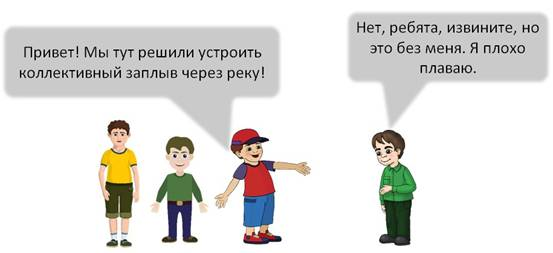 Привет! Мы тут решили устроить
коллективный заплыв через реку!
Нет, ребята, извините, но
это без меня. Я плохо
плаваю.